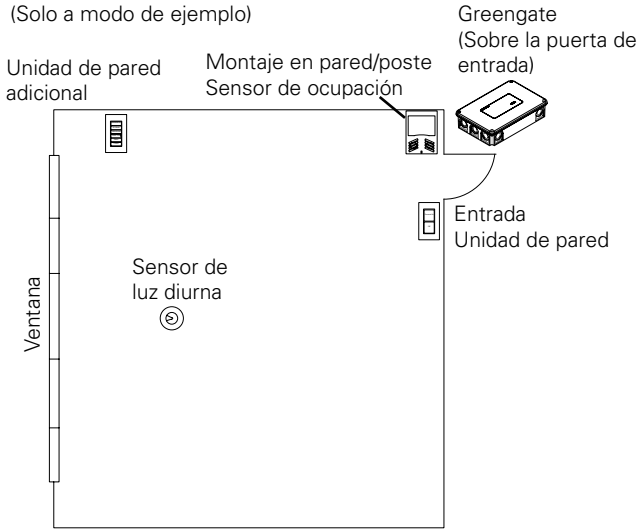 (Solo a modo de ejemplo)
Greengate
(Sobre la puerta de
entrada)
Unidad de pared
adicional
Montaje en pared/poste
Sensor de ocupación
Entrada
Unidad de pared
Sensor de
luz diurna
Ventana